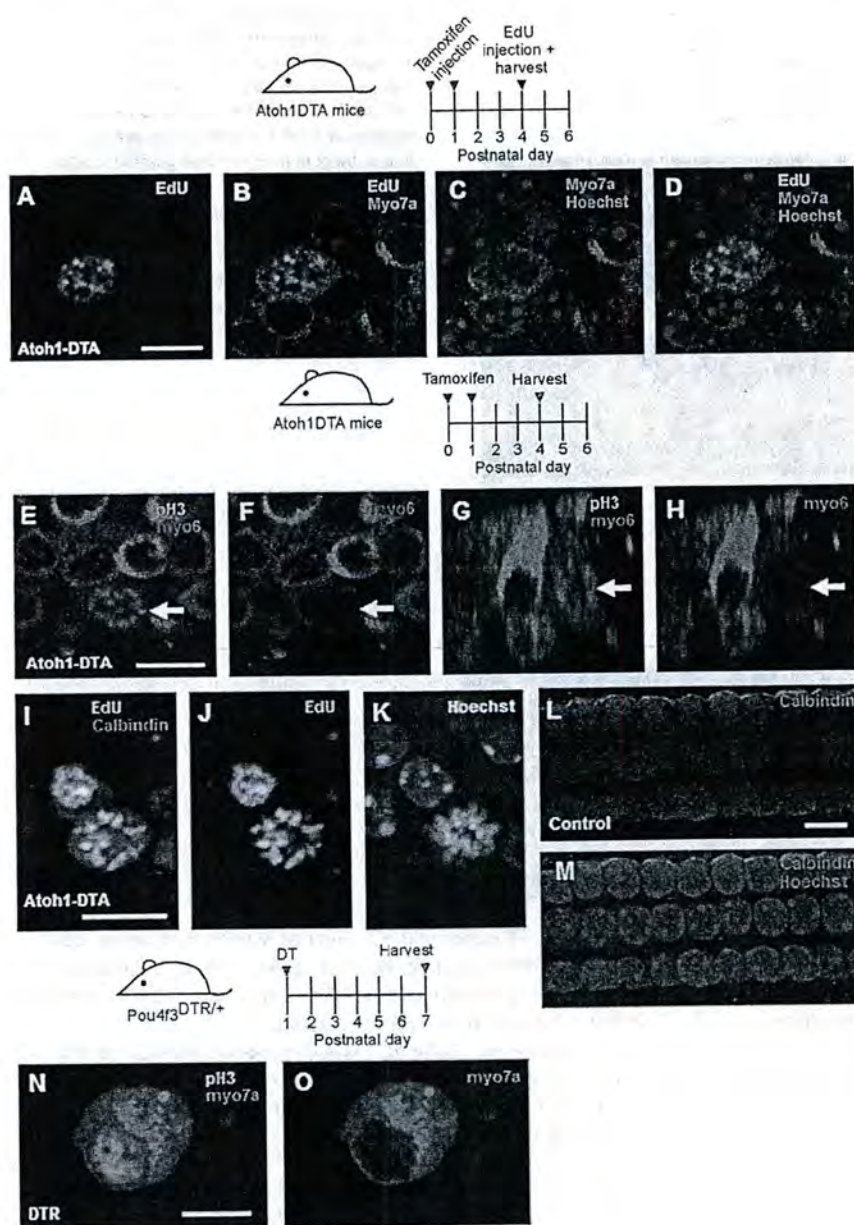 Tamoxifen
injection
EdU
injection +
harvest
Atoh1DTA mice
0 1 2 3 4 5 6
Postnatal day
A EdU
Atoh1-DTA
B EdU
Myo7a
C Myo7a
Hoechst
D EdU
Myo7a
Hoechst
Atoh1DTA mice
Tamoxifen Harvest
0 1 2 3 4 5 6
Postnatal day
E pH3
myo6
Atoh1-DTA
F myo6
G pH3
myo6
H myo6
I EdU
Calbindin
Atoh1-DTA
J EdU
K Hoechst
L Calbindin
Control
M Calbindin
Hoechst
Pou4f3DTR/+
DT Harvest
1 2 3 4 5 6 7
Postnatal day
N pH3
myo7a
DTR
O myo7a